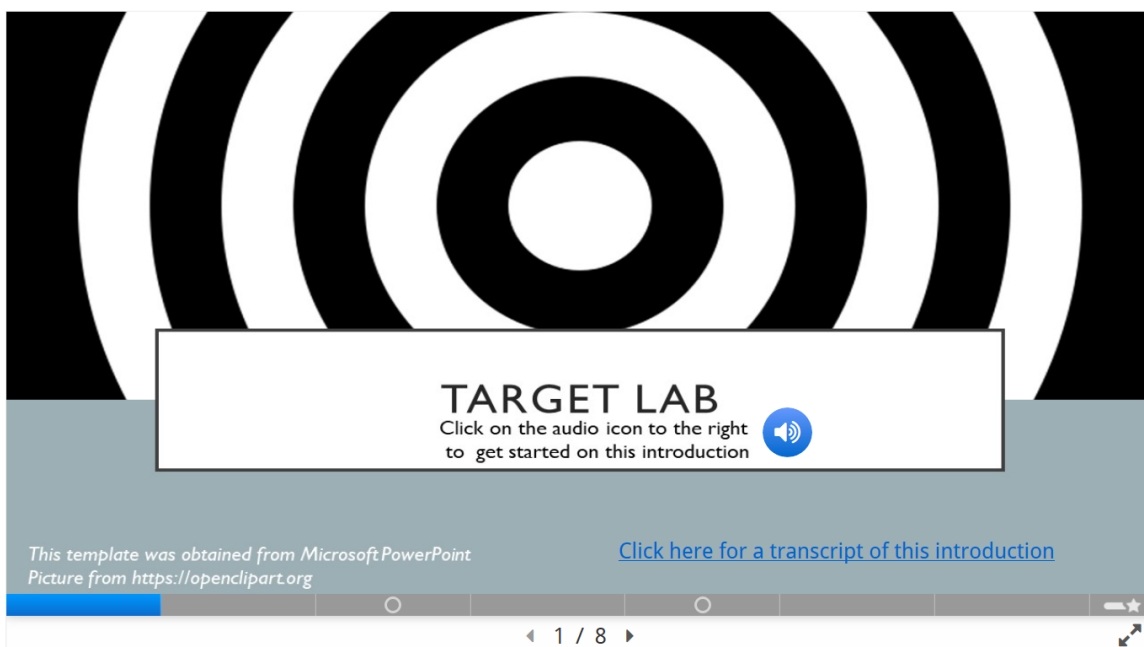 TARGET LAB
Click on the audio icon to the right
to get started on this introduction
Click here for a transcript of this introduction
This template was obtained from Microsoft PowerPoint
Picture from https://openclipart.org
1 / 8